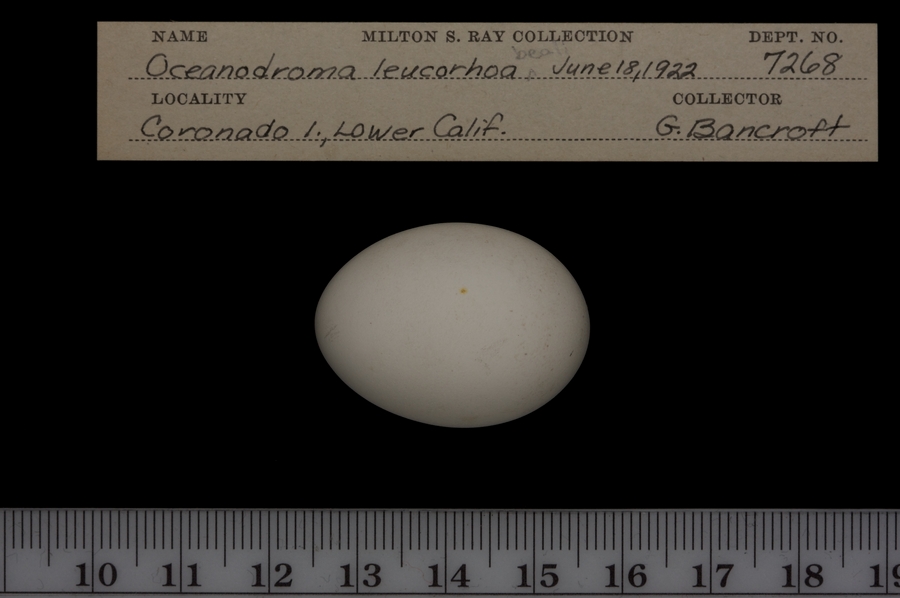 NAME MILTON S. RAY COLLECTION DEPT. NO.
beali
Oceanodroma leucorhoa June 18, 1922 7268
LOCALITY COLLECTOR
Coronado I., Lower Calif. G. Bancroft
10 11 12 13 14 15 16 17 18 19